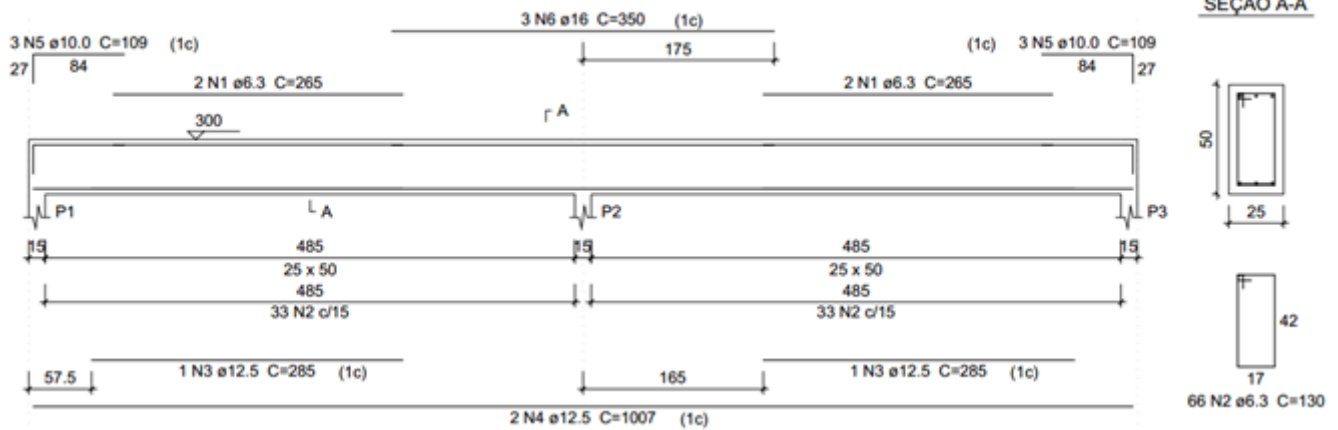 3 N6 ø16 C=350 (1c)
SEÇÃO A-A
3 N5 ø10.0 C=109 (1c)
175
(1c) 3 N5 ø10.0 C=109
27
84
84
27
2 N1 ø6.3 C=265
2 N1 ø6.3 C=265
A
300
50
P1
A
P2
P3
25
15
485
15
485
15
25 x 50
25 x 50
485
485
33 N2 c/15
33 N2 c/15
42
57.5
1 N3 ø12.5 C=285 (1c)
165
1 N3 ø12.5 C=285 (1c)
17
66 N2 ø6.3 C=130
2 N4 ø12.5 C=1007 (1c)